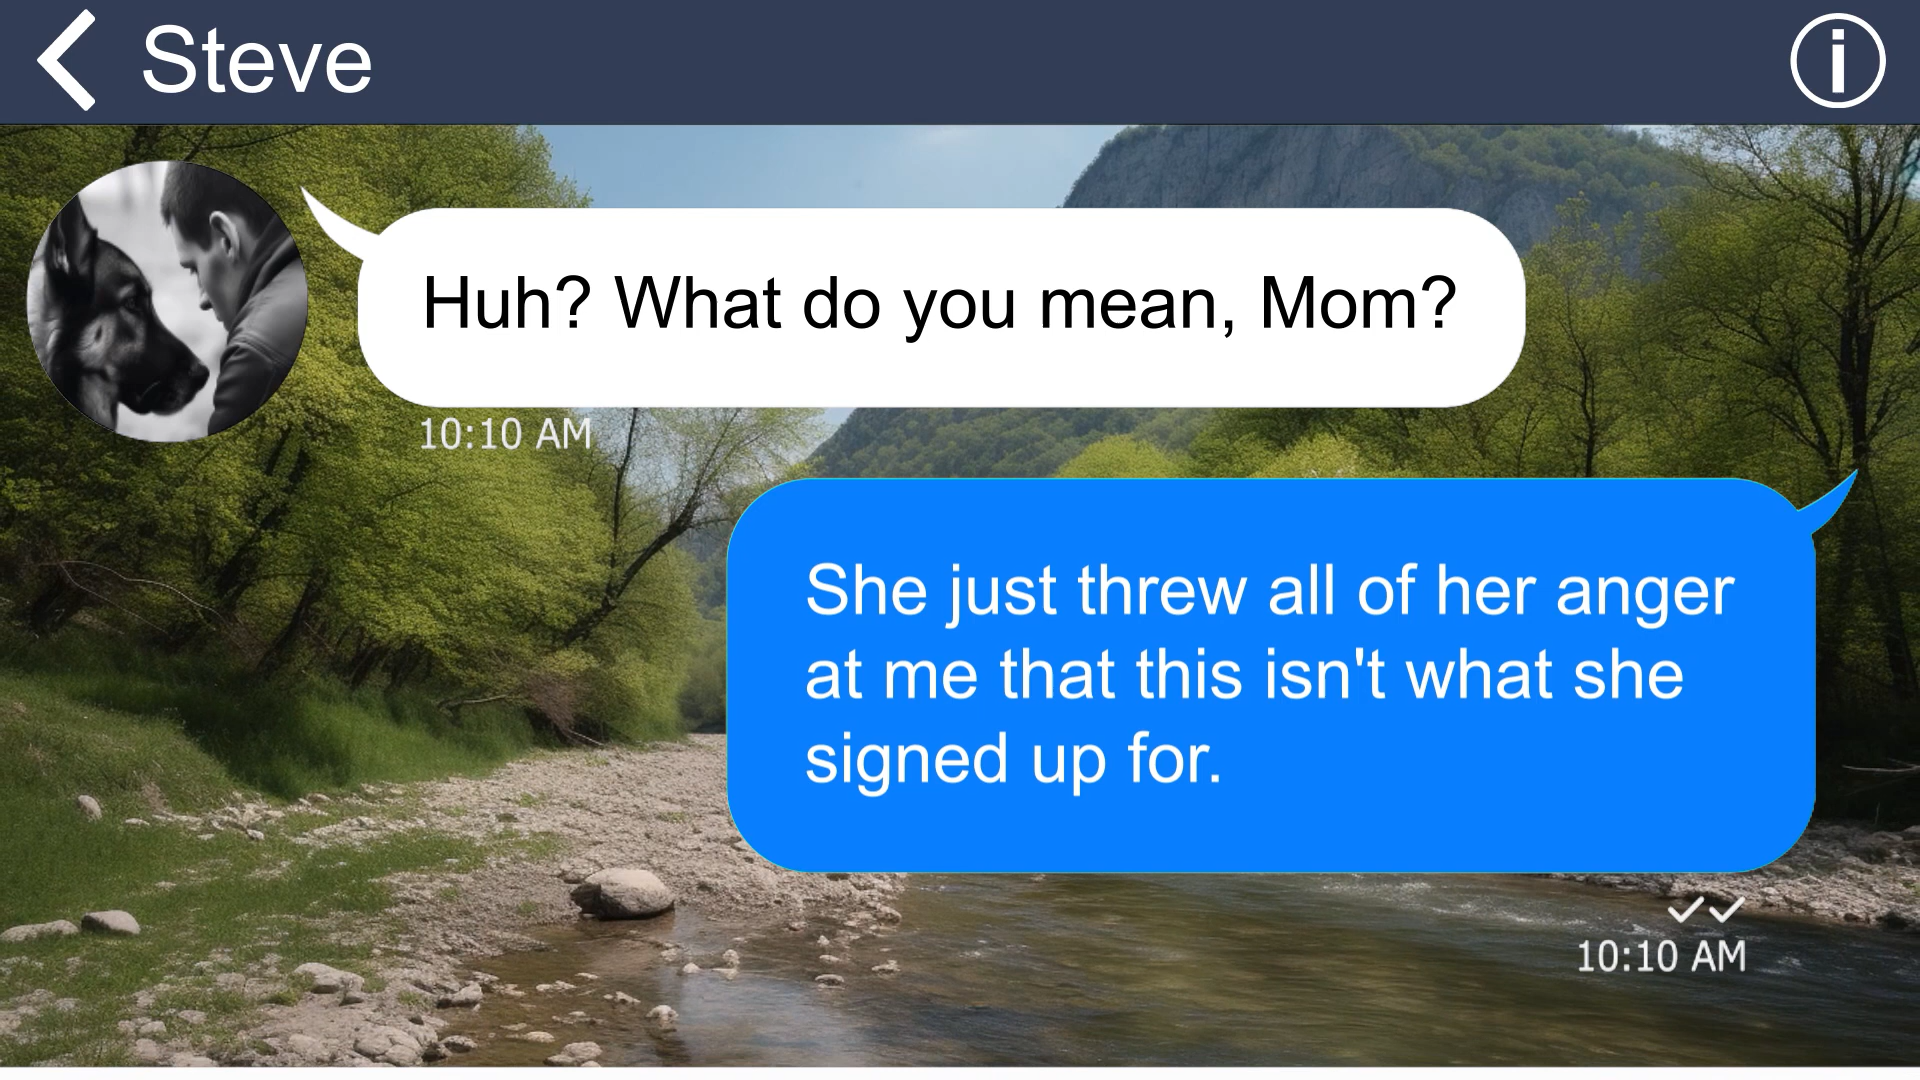 Steve
Huh? What do you mean, Mom?
10:10 AM
She just threw all of her anger
at me that this isn't what she
signed up for.
10:10 AM